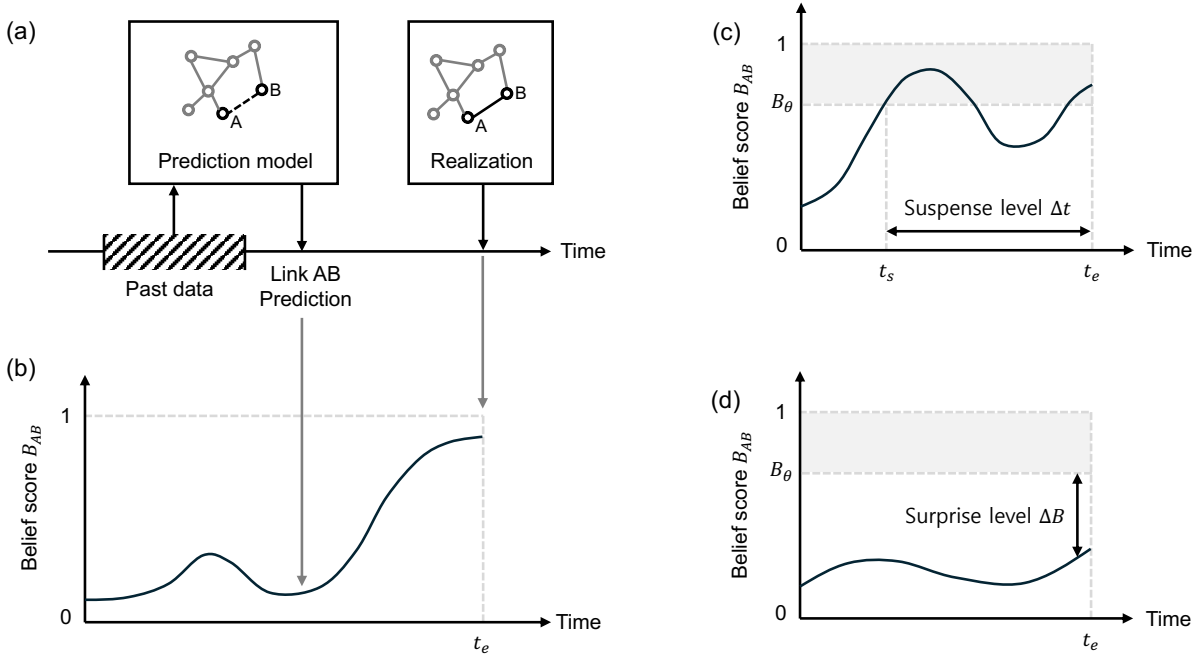 (a)
B
A
Prediction model
B
A
Realization
Time
Past data
Link AB
Prediction
(b)
1
Belief score B_AB
0
t_e
Time
(c)
1
B_θ
Belief score B_AB
Suspense level Δt
0
t_s
t_e
Time
(d)
1
B_θ
Belief score B_AB
Surprise level ΔB
0
t_e
Time